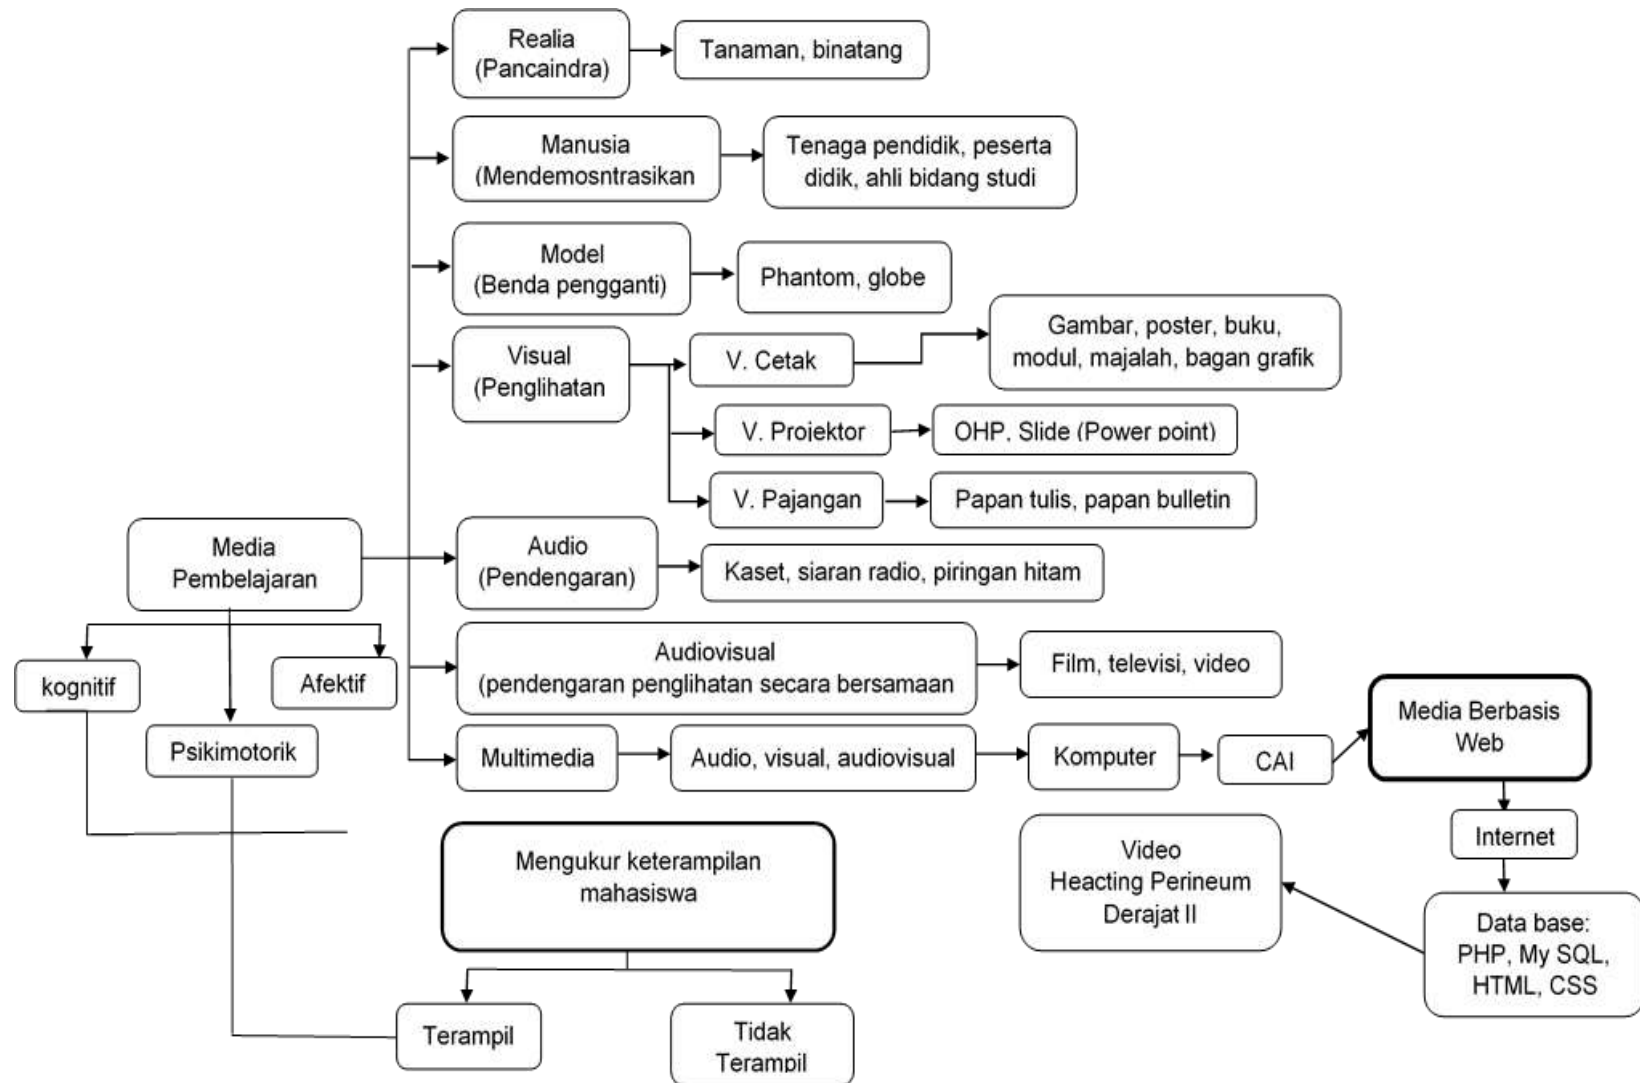 Realia
(Pancaindra)
Tanaman, binatang
Manusia
(Mendemosntrasikan
Tenaga pendidik, peserta
didik, ahli bidang studi
Model
(Benda pengganti)
Phantom, globe
Visual
(Penglihatan
V. Cetak
Gambar, poster, buku,
modul, majalah, bagan grafik
V. Projektor
OHP, Slide (Power point)
V. Pajangan
Papan tulis, papan bulletin
Media
Pembelajaran
Audio
(Pendengaran)
Kaset, siaran radio, piringan hitam
kognitif
Afektif
Psikimotorik
Audiovisual
(pendengaran penglihatan secara bersamaan
Film, televisi, video
Multimedia
Audio, visual, audiovisual
Komputer
CAI
Media Berbasis
Web
Internet
Data base:
PHP, My SQL,
HTML, CSS
Video
Heacting Perineum
Derajat II
Mengukur keterampilan
mahasiswa
Terampil
Tidak
Terampil